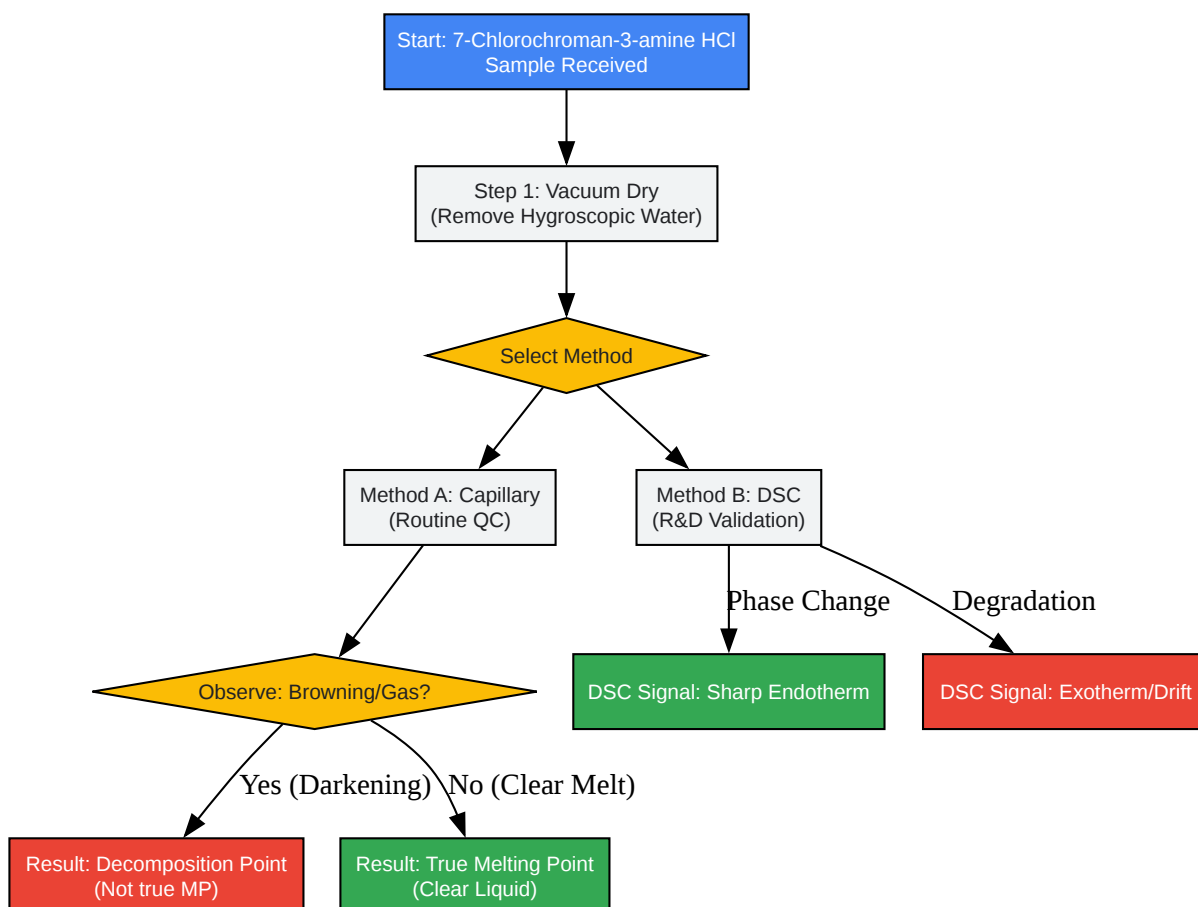 Start: 7-Chlorochroman-3-amine HCl
Sample Received
Step 1: Vacuum Dry
(Remove Hygroscopic Water)
Select Method
Method A: Capillary
(Routine QC)
Method B: DSC
(R&D Validation)
Phase Change
Degradation
Observe: Browning/Gas?
DSC Signal: Sharp Endotherm
DSC Signal: Exotherm/Drift
Yes (Darkening)
No (Clear Melt)
Result: Decomposition Point
(Not true MP)
Result: True Melting Point
(Clear Liquid)